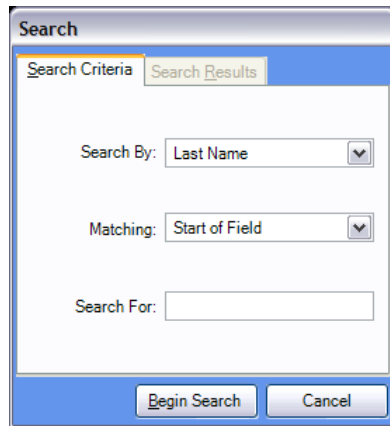 Search
Search Criteria Search Results
Search By: Last Name
Matching: Start of Field
Search For:
Begin Search Cancel